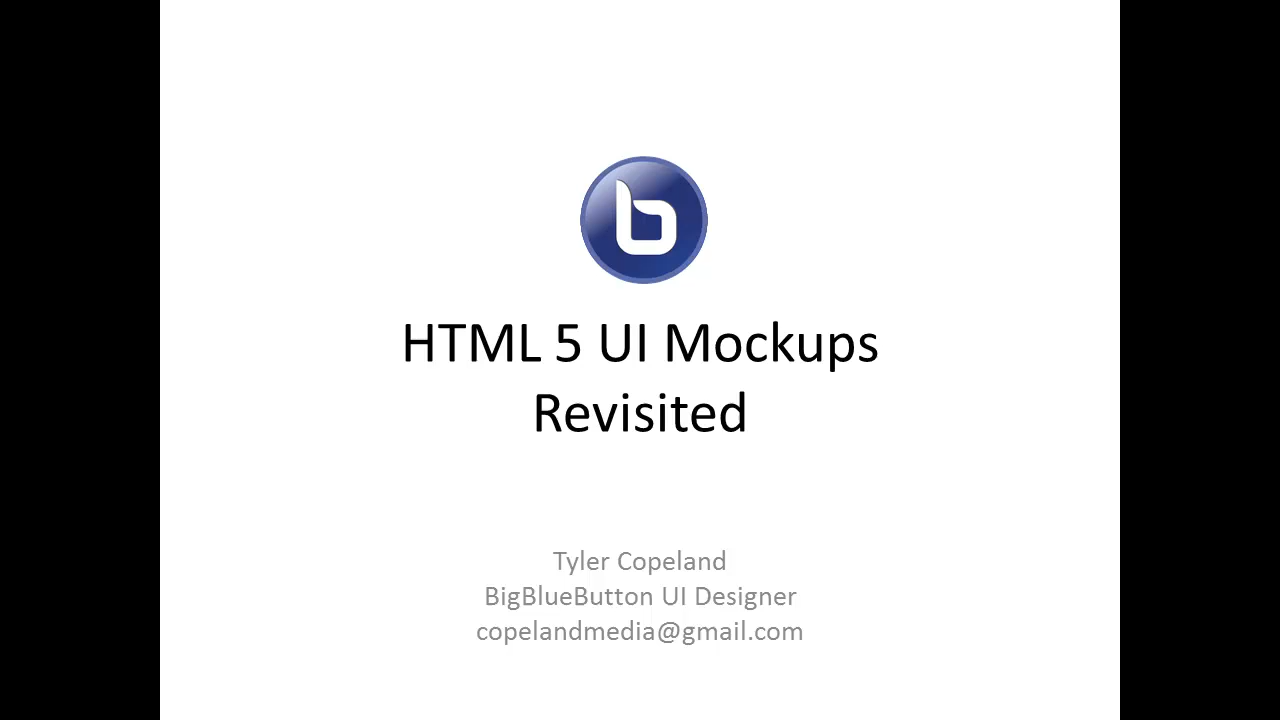 HTML 5 UI Mockups
Revisited
Tyler Copeland
BigBlueButton UI Designer
copelandmedia@gmail.com